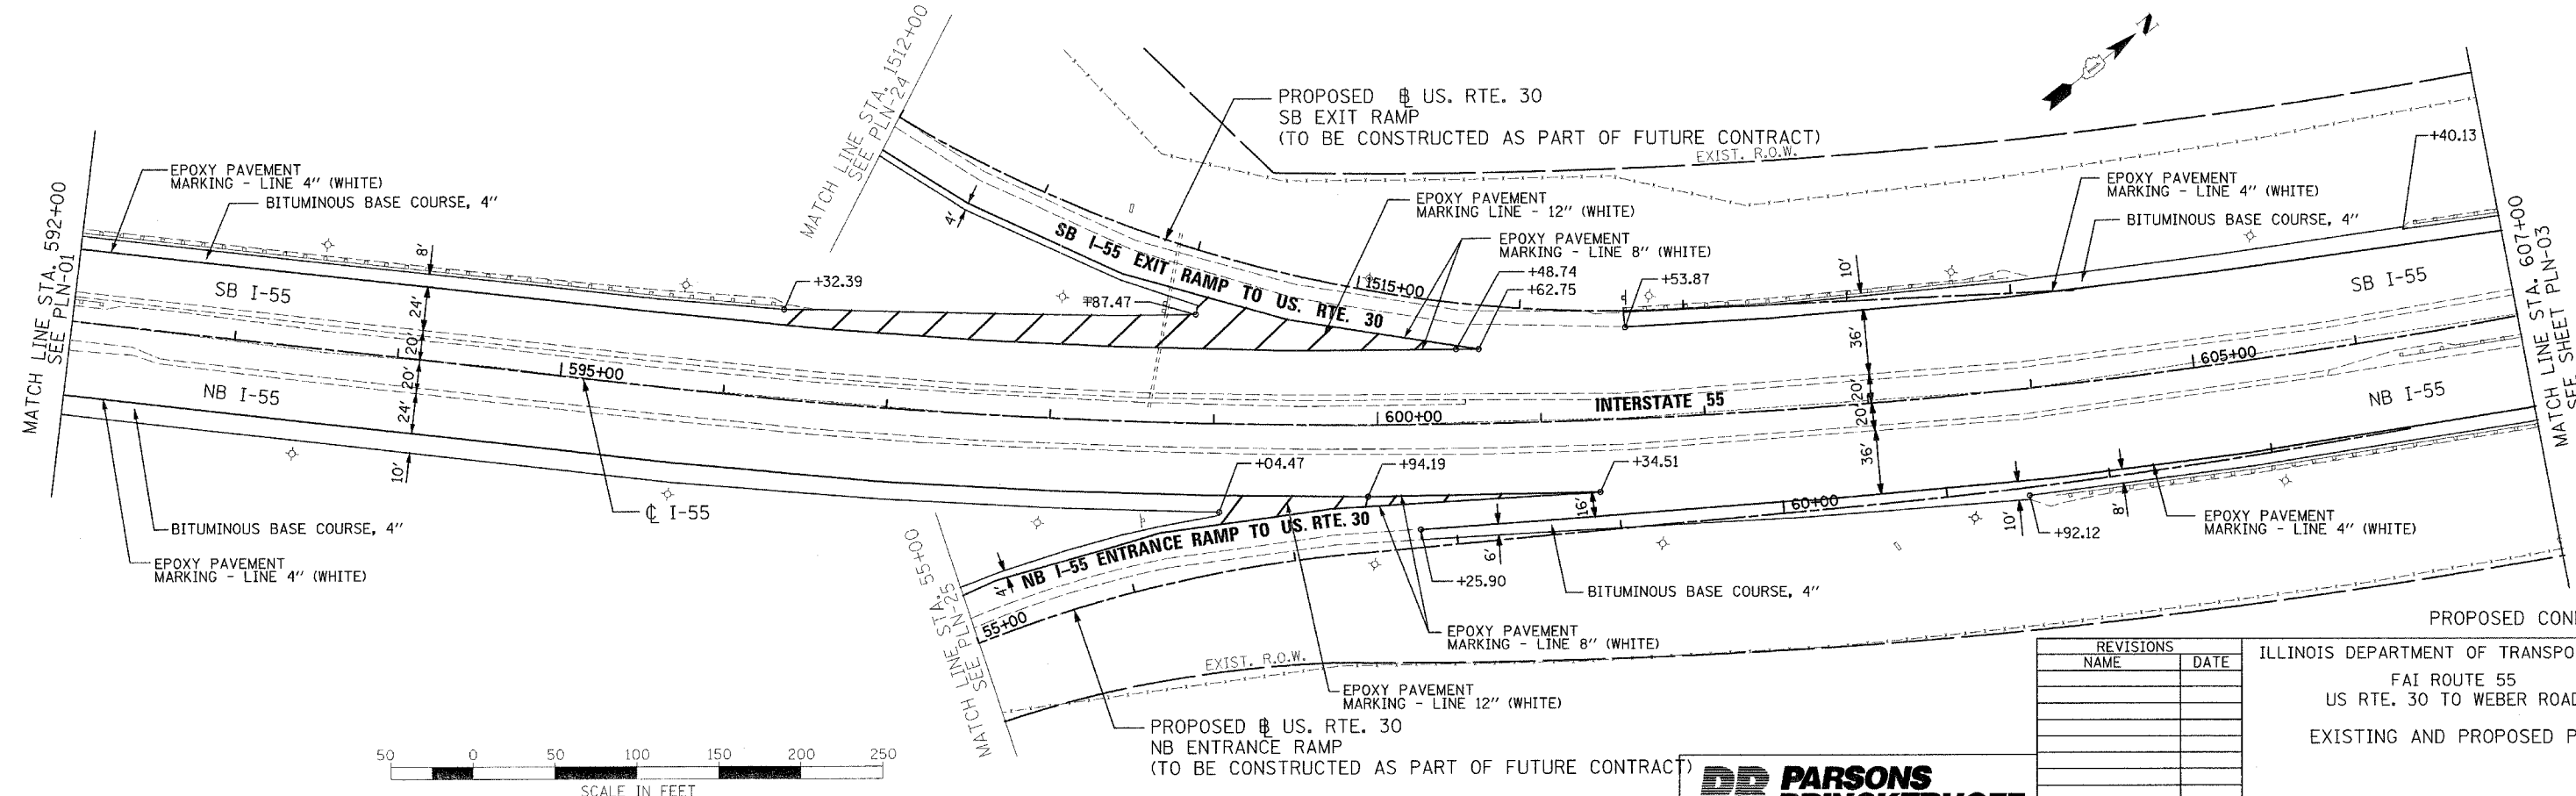 MATCH LINE STA. 592+00
SEE PLN-01
EPOXY PAVEMENT
MARKING - LINE 4" (WHITE)
BITUMINOUS BASE COURSE, 4"
SB I-55
NB I-55
8'
24'
20'
20'
24'
10'
BITUMINOUS BASE COURSE, 4"
EPOXY PAVEMENT
MARKING - LINE 4" (WHITE)
595+00
℄ I-55
+32.39
MATCH LINE STA. 1512+00
SEE PLN-24
4'
SB I-55 EXIT RAMP TO US. RTE. 30
+87.47
PROPOSED ⅊ US. RTE. 30
SB EXIT RAMP
(TO BE CONSTRUCTED AS PART OF FUTURE CONTRACT)
EXIST. R.O.W.
EPOXY PAVEMENT
MARKING LINE - 12" (WHITE)
EPOXY PAVEMENT
MARKING - LINE 8" (WHITE)
1515+00
+48.74
+62.75
+53.87
10'
36'
20'
20'
36'
EPOXY PAVEMENT
MARKING - LINE 4" (WHITE)
BITUMINOUS BASE COURSE, 4"
+40.13
N
SB I-55
605+00
NB I-55
MATCH LINE STA. 607+00
SEE SHEET PLN-03
INTERSTATE 55
600+00
+04.47
+94.19
+34.51
16'
60+00
10'
8'
+92.12
EPOXY PAVEMENT
MARKING - LINE 4" (WHITE)
MATCH LINE STA. 55+00
SEE PLN-25
4'
NB I-55 ENTRANCE RAMP TO US. RTE. 30
55+00
6'
+25.90
BITUMINOUS BASE COURSE, 4"
EPOXY PAVEMENT
MARKING - LINE 8" (WHITE)
EXIST. R.O.W.
EPOXY PAVEMENT
MARKING - LINE 12" (WHITE)
PROPOSED ⅊ US. RTE. 30
NB ENTRANCE RAMP
(TO BE CONSTRUCTED AS PART OF FUTURE CONTRACT)
50 0 50 100 150 200 250
SCALE IN FEET
PROPOSED CON
REVISIONS
NAME DATE
ILLINOIS DEPARTMENT OF TRANSPO
FAI ROUTE 55
US RTE. 30 TO WEBER ROAD
EXISTING AND PROPOSED P
PARSONS